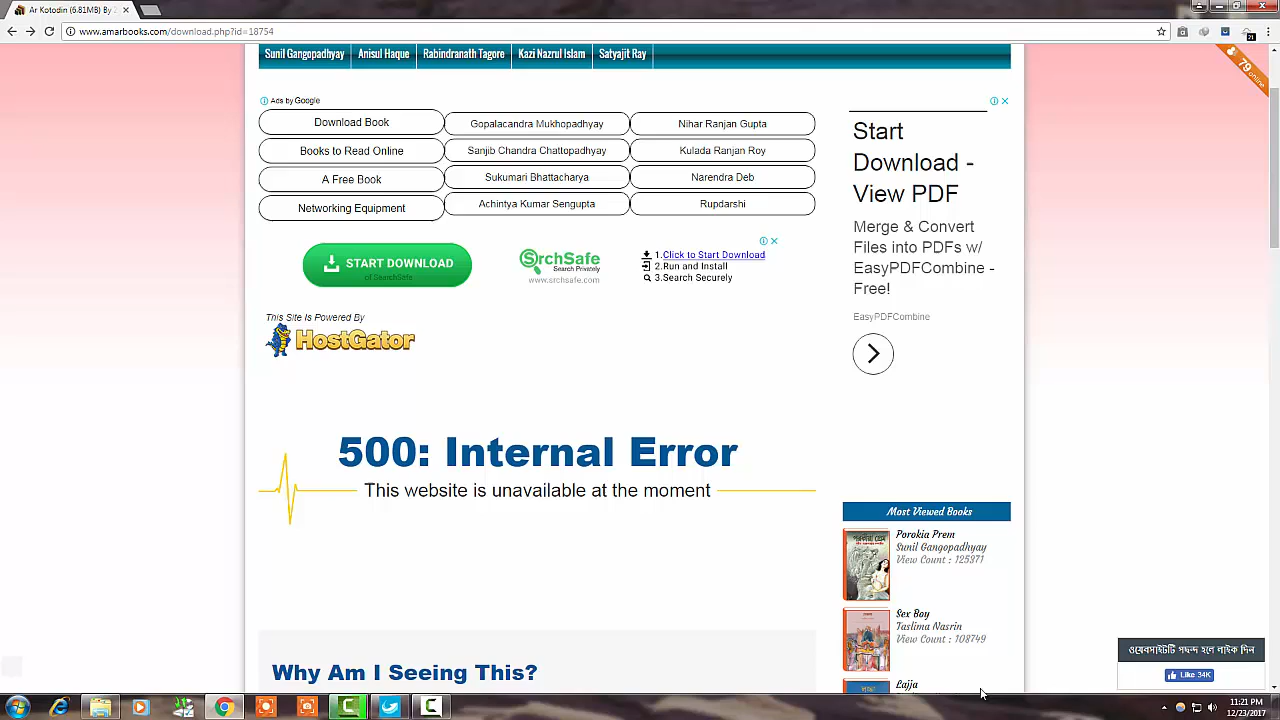 Ar Kotodin (6.81MB) By 2
www.amarbooks.com/download.php?id=18754
21
Sunil Gangopadhyay
Anisul Haque
Rabindranath Tagore
Kazi Nazrul Islam
Satyajit Ray
79 online
Ads by Google
Download Book
Books to Read Online
A Free Book
Networking Equipment
Gopalacandra Mukhopadhyay
Sanjib Chandra Chattopadhyay
Sukumari Bhattacharya
Achintya Kumar Sengupta
Nihar Ranjan Gupta
Kulada Ranjan Roy
Narendra Deb
Rupdarshi
Start
Download -
View PDF
Merge & Convert
Files into PDFs w/
EasyPDFCombine -
Free!
EasyPDFCombine
START DOWNLOAD
of SearchSafe
SrchSafe
Search Privately
www.srchsafe.com
1.Click to Start Download
2.Run and Install
3.Search Securely
This Site Is Powered By
HostGator
500: Internal Error
This website is unavailable at the moment
Why Am I Seeing This?
Most Viewed Books
Porokia Prem
Sunil Gangopadhyay
View Count : 125971
Sex Boy
Taslima Nasrin
View Count : 108749
Lajja
ওয়েবসাইটটি পছন্দ হলে লাইক দিন
Like 34K
11:21 PM
12/23/2017